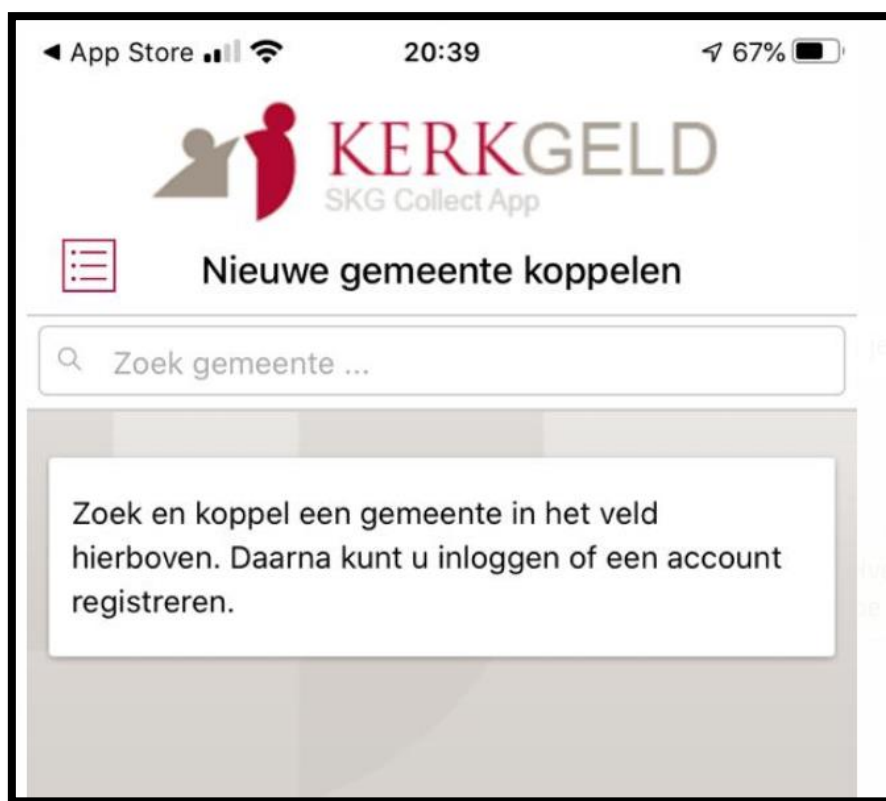 ◀ App Store 20:39 67%
KERKGELD
SKG Collect App
Nieuwe gemeente koppelen
Zoek gemeente ...
Zoek en koppel een gemeente in het veld
hierboven. Daarna kunt u inloggen of een account
registreren.